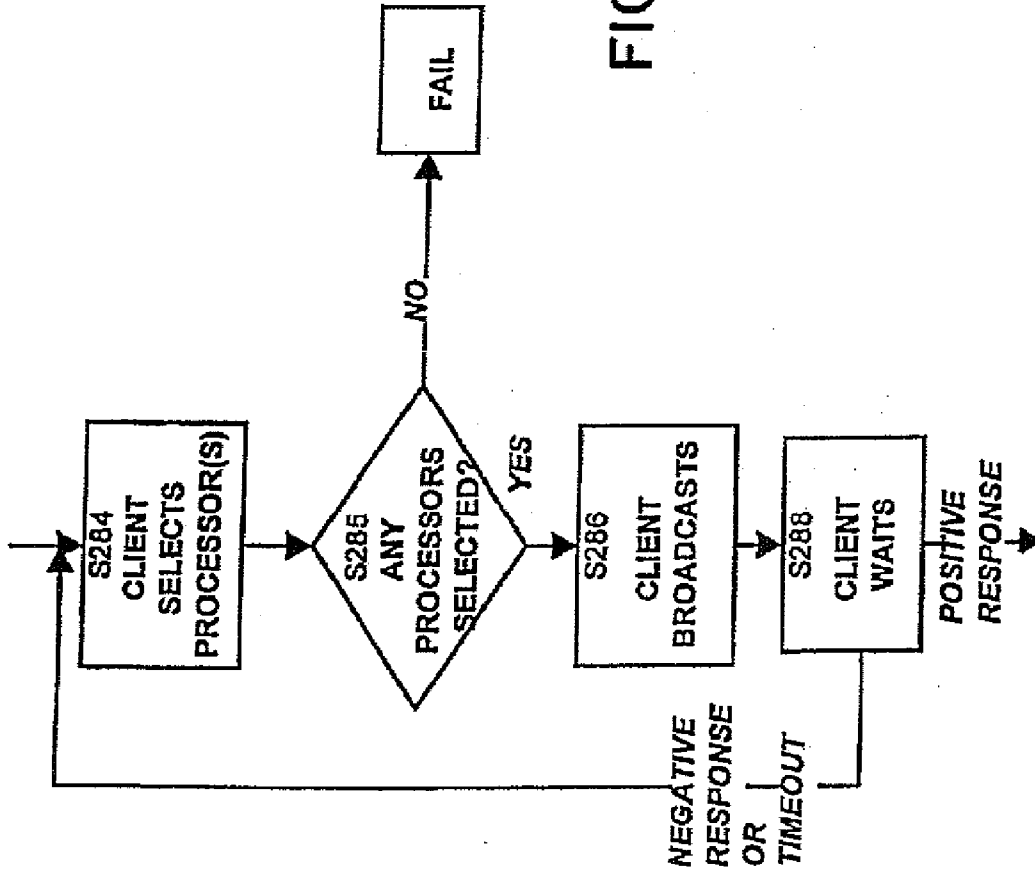 S284
CLIENT
SELECTS
PROCESSOR(S)
S285
ANY
PROCESSORS
SELECTED?
NO
FAIL
YES
S286
CLIENT
BROADCASTS
S288
CLIENT
WAITS
NEGATIVE
RESPONSE
OR
TIMEOUT
POSITIVE
RESPONSE